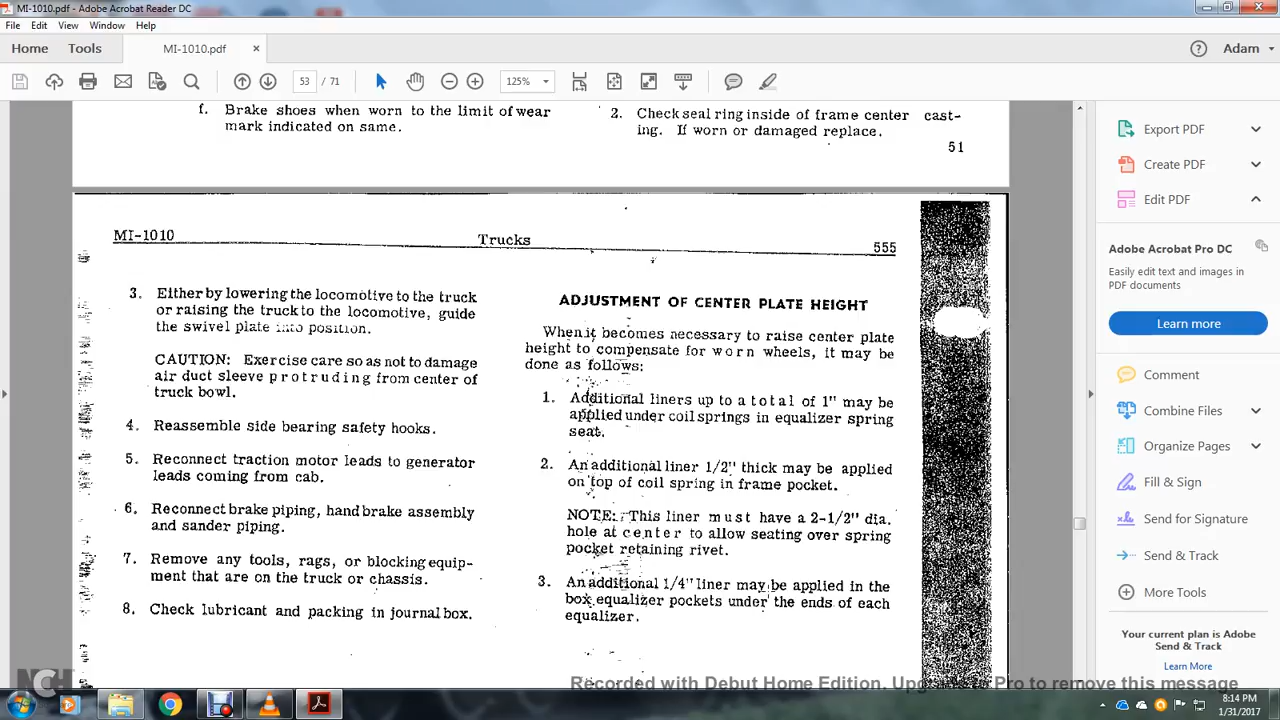 MI-1010.pdf - Adobe Acrobat Reader DC
File Edit View Window Help
Home Tools MI-1010.pdf × Adam
53 / 71 125%
f. Brake shoes when worn to the limit of wear
mark indicated on same.
2. Check seal ring inside of frame center cast-
ing. If worn or damaged replace.
51
MI-1010 Trucks 555
3. Either by lowering the locomotive to the truck
or raising the truck to the locomotive, guide
the swivel plate into position.
CAUTION: Exercise care so as not to damage
air duct sleeve protruding from center of
truck bowl.
4. Reassemble side bearing safety hooks.
5. Reconnect traction motor leads to generator
leads coming from cab.
6. Reconnect brake piping, hand brake assembly
and sander piping.
7. Remove any tools, rags, or blocking equip-
ment that are on the truck or chassis.
8. Check lubricant and packing in journal box.
ADJUSTMENT OF CENTER PLATE HEIGHT
When it becomes necessary to raise center plate
height to compensate for worn wheels, it may be
done as follows:
1. Additional liners up to a total of 1" may be
applied under coil springs in equalizer spring
seat.
2. An additional liner 1/2" thick may be applied
on top of coil spring in frame pocket.
NOTE: This liner must have a 2-1/2" dia.
hole at center to allow seating over spring
pocket retaining rivet.
3. An additional 1/4" liner may be applied in the
box equalizer pockets under the ends of each
equalizer.
Export PDF
Create PDF
Edit PDF
Adobe Acrobat Pro DC
Easily edit text and images in
PDF documents
Learn more
Comment
Combine Files
Organize Pages
Fill & Sign
Send for Signature
Send & Track
More Tools
Your current plan is Adobe
Send & Track
Learn More
NCH
Recorded with Debut Home Edition. Upgrade to Pro to remove this message
8:14 PM
1/31/2017